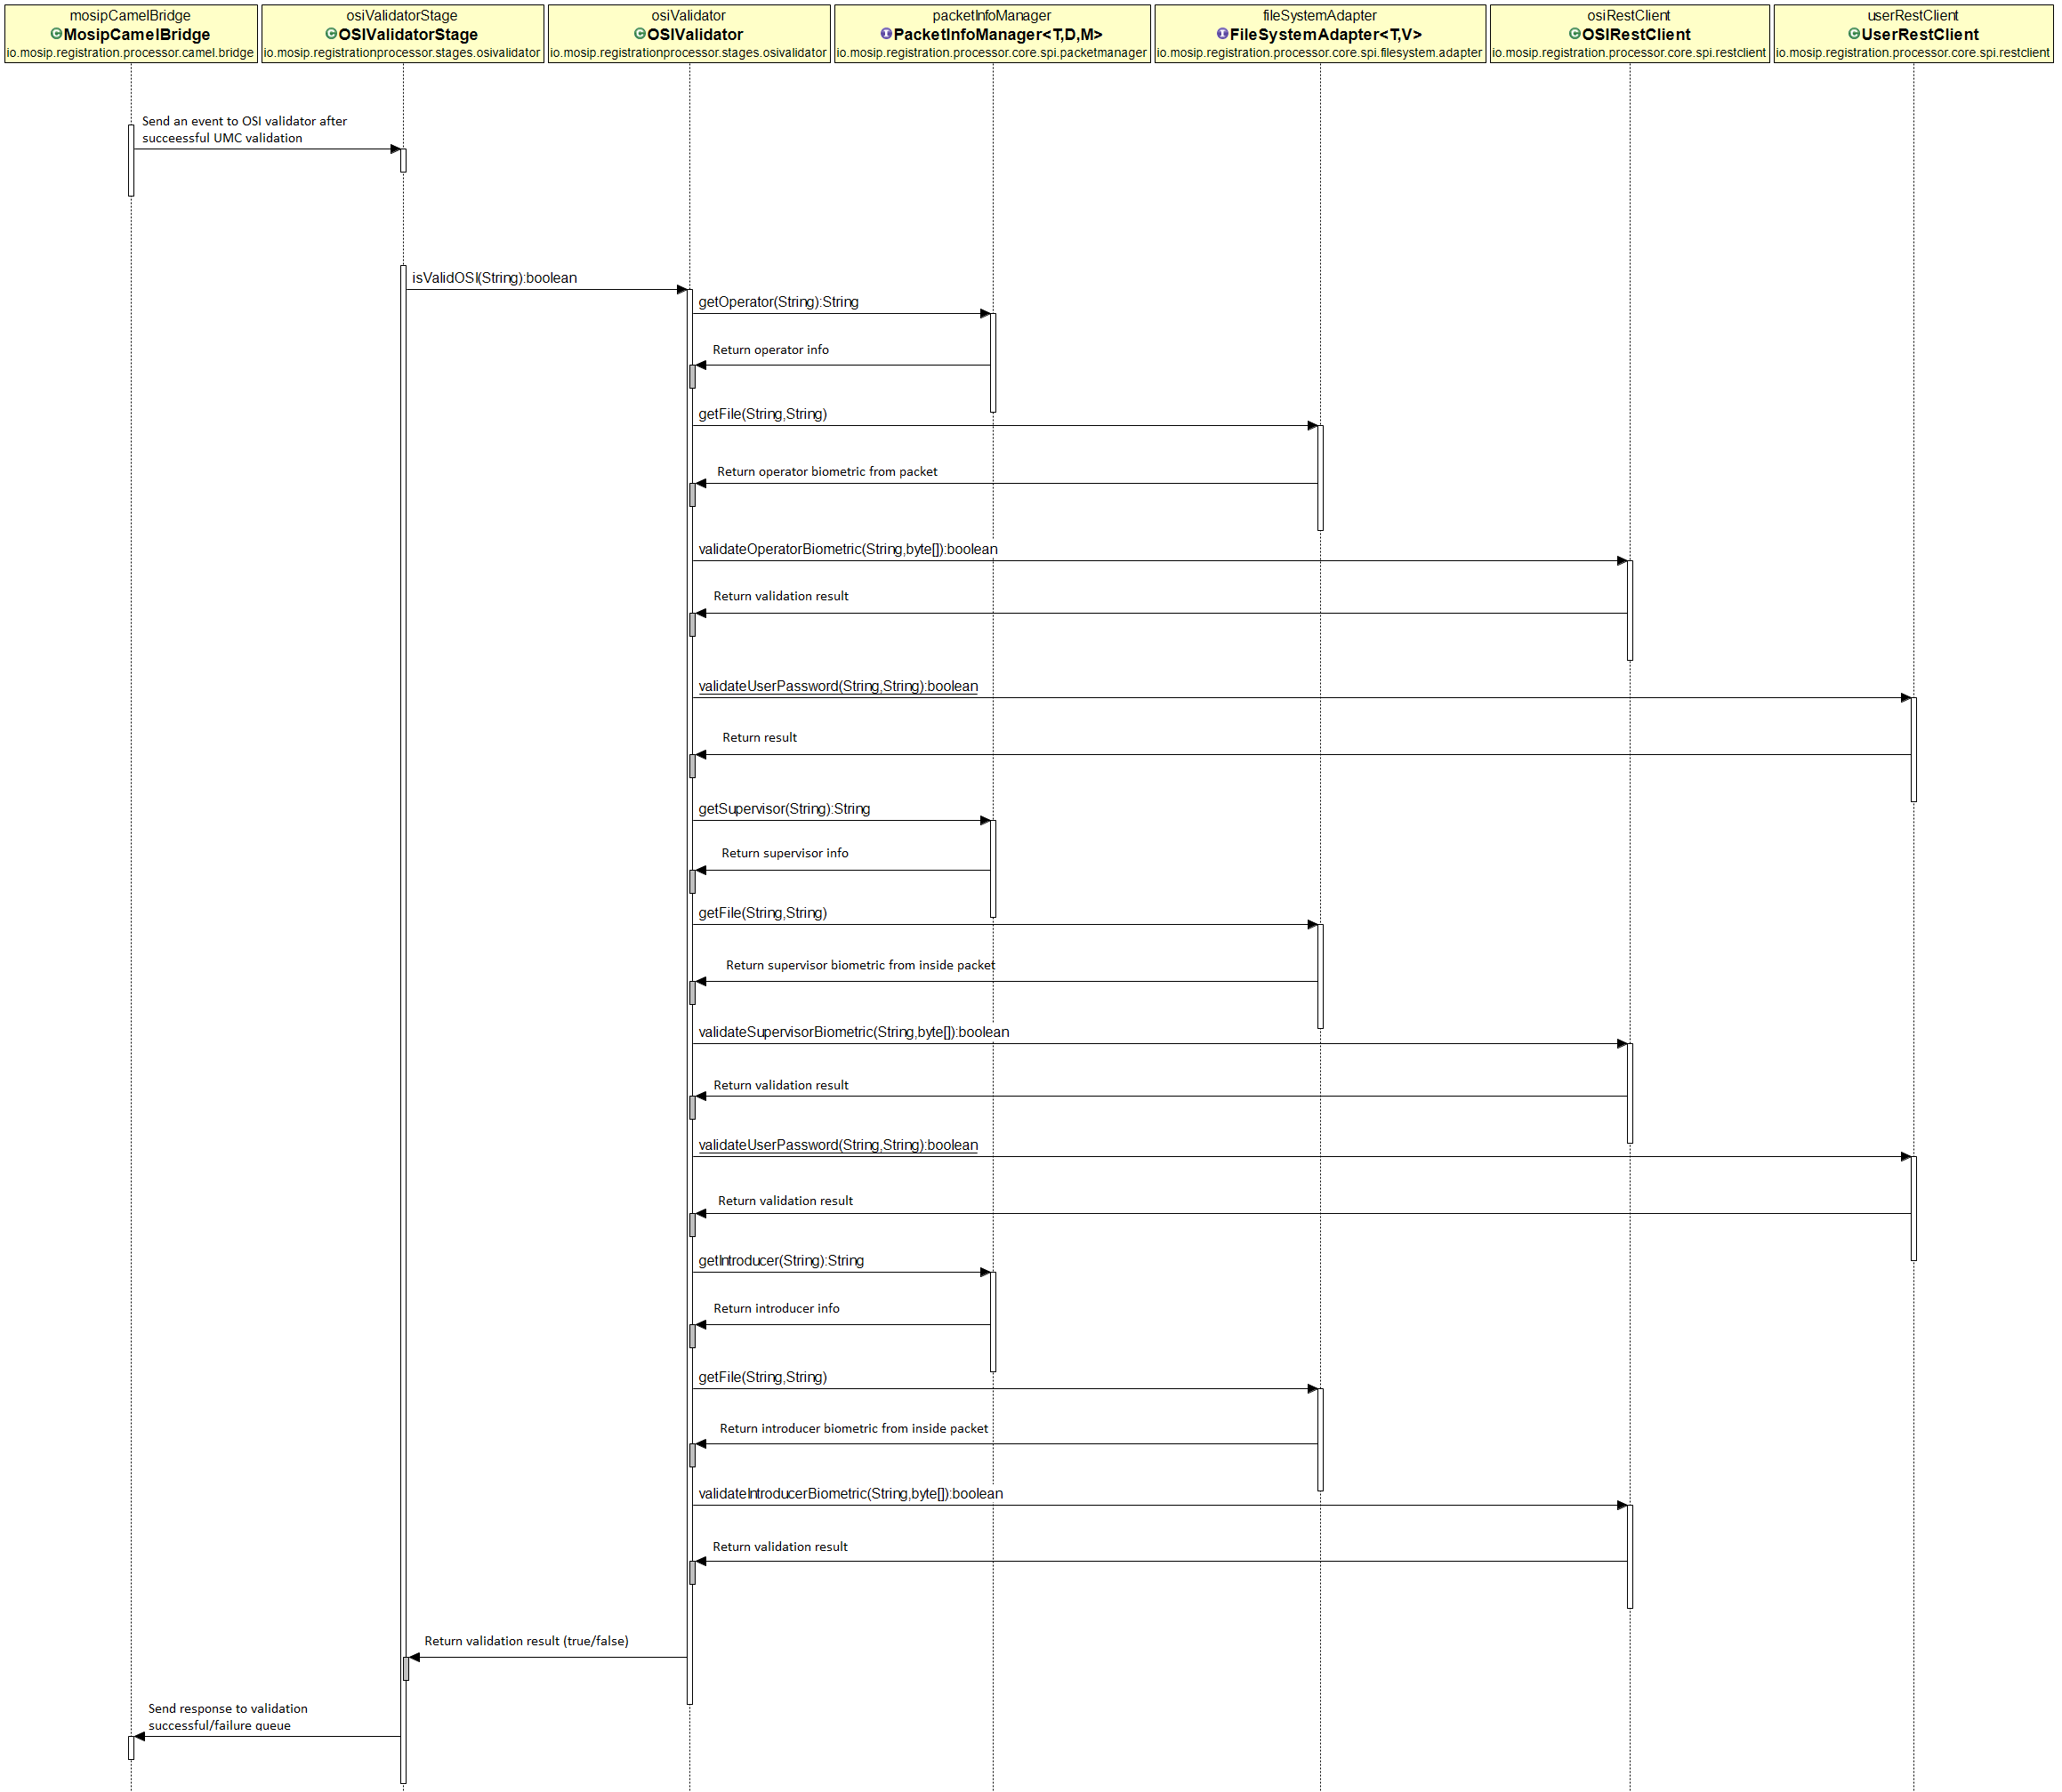 mosipCamelBridge
MosipCamelBridge
io.mosip.registration.processor.camel.bridge
osiValidatorStage
OSIValidatorStage
io.mosip.registrationprocessor.stages.osivalidator
osiValidator
OSIValidator
io.mosip.registrationprocessor.stages.osivalidator
packetInfoManager
PacketInfoManager<T,D,M>
io.mosip.registration.processor.core.spi.packetmanager
fileSystemAdapter
FileSystemAdapter<T,V>
io.mosip.registration.processor.core.spi.filesystem.adapter
osiRestClient
OSIRestClient
io.mosip.registration.processor.core.spi.restclient
userRestClient
UserRestClient
io.mosip.registration.processor.core.spi.restclient
Send an event to OSI validator after
succeessful UMC validation
isValidOSI(String):boolean
getOperator(String):String
Return operator info
getFile(String,String)
Return operator biometric from packet
validateOperatorBiometric(String,byte[]):boolean
Return validation result
validateUserPassword(String,String):boolean
Return result
getSupervisor(String):String
Return supervisor info
getFile(String,String)
Return supervisor biometric from inside packet
validateSupervisorBiometric(String,byte[]):boolean
Return validation result
validateUserPassword(String,String):boolean
Return validation result
getIntroducer(String):String
Return introducer info
getFile(String,String)
Return introducer biometric from inside packet
validateIntroducerBiometric(String,byte[]):boolean
Return validation result
Return validation result (true/false)
Send response to validation
successful/failure queue